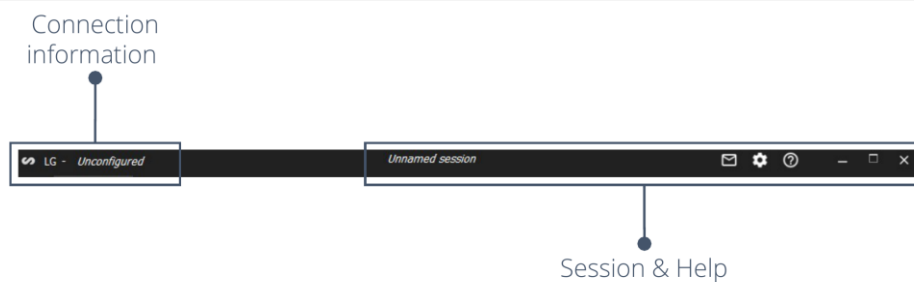 Connection
information
LG - Unconfigured
Unnamed session
Session & Help